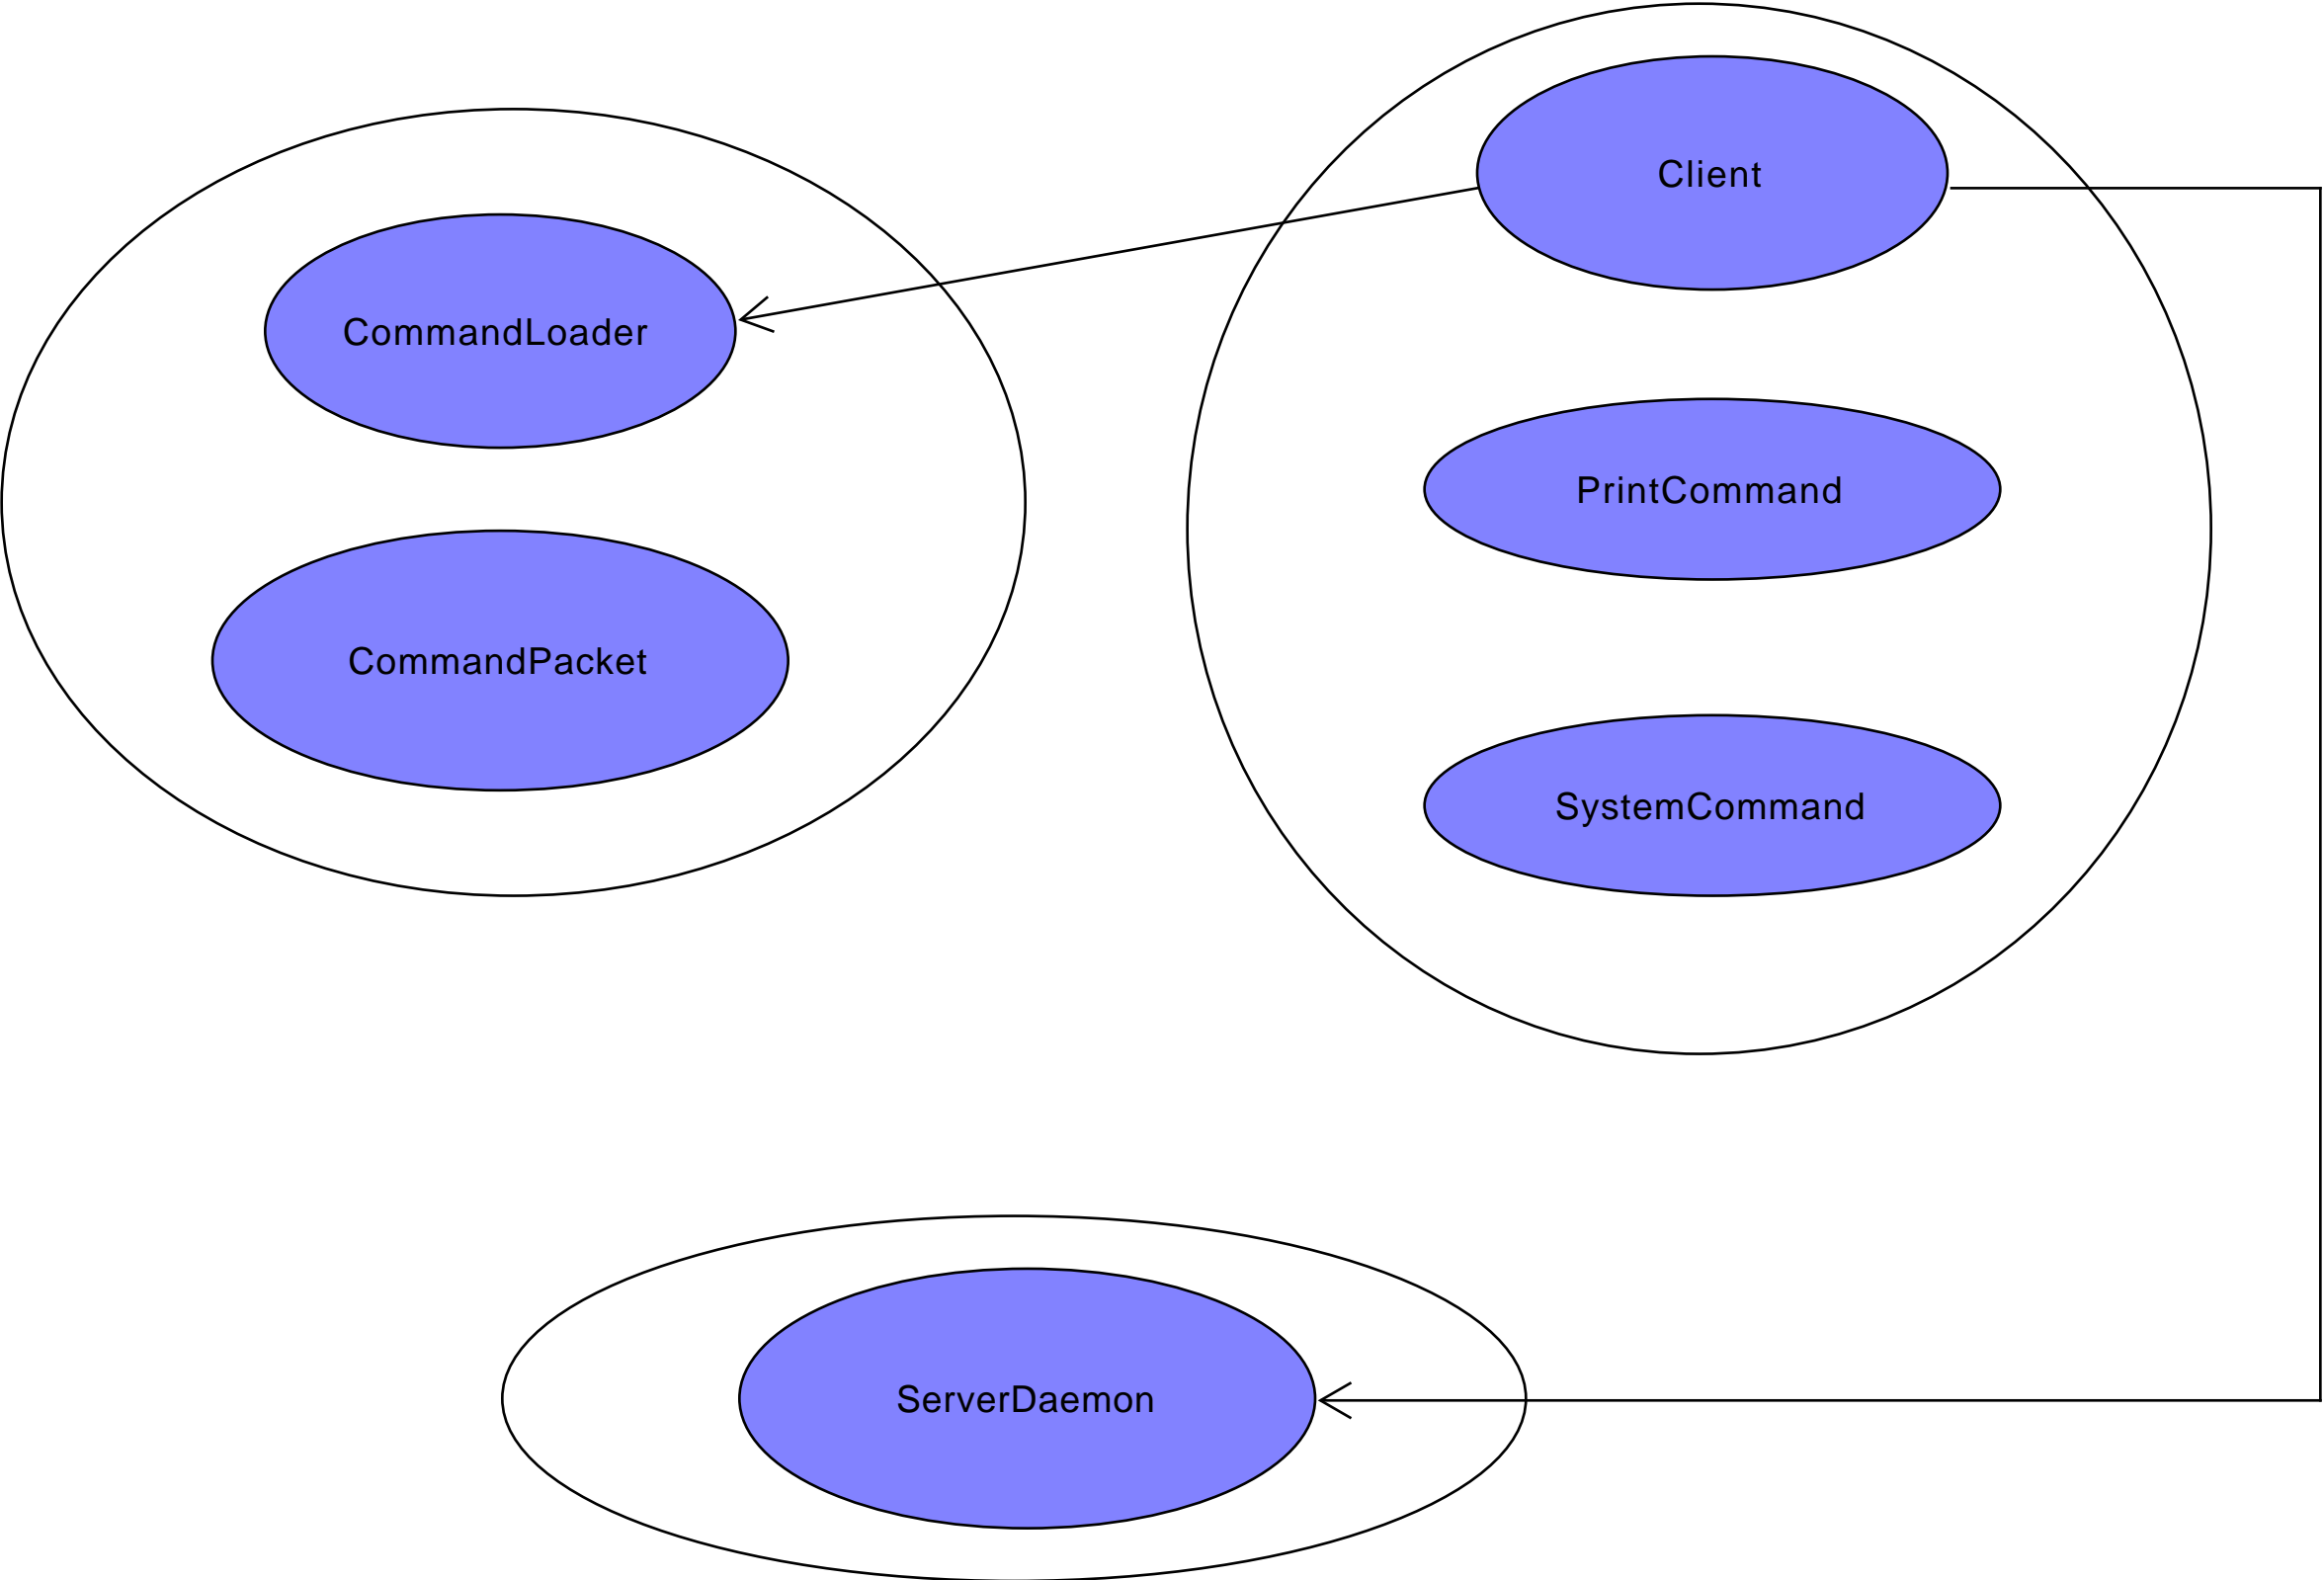 Client
CommandLoader
PrintCommand
CommandPacket
SystemCommand
ServerDaemon